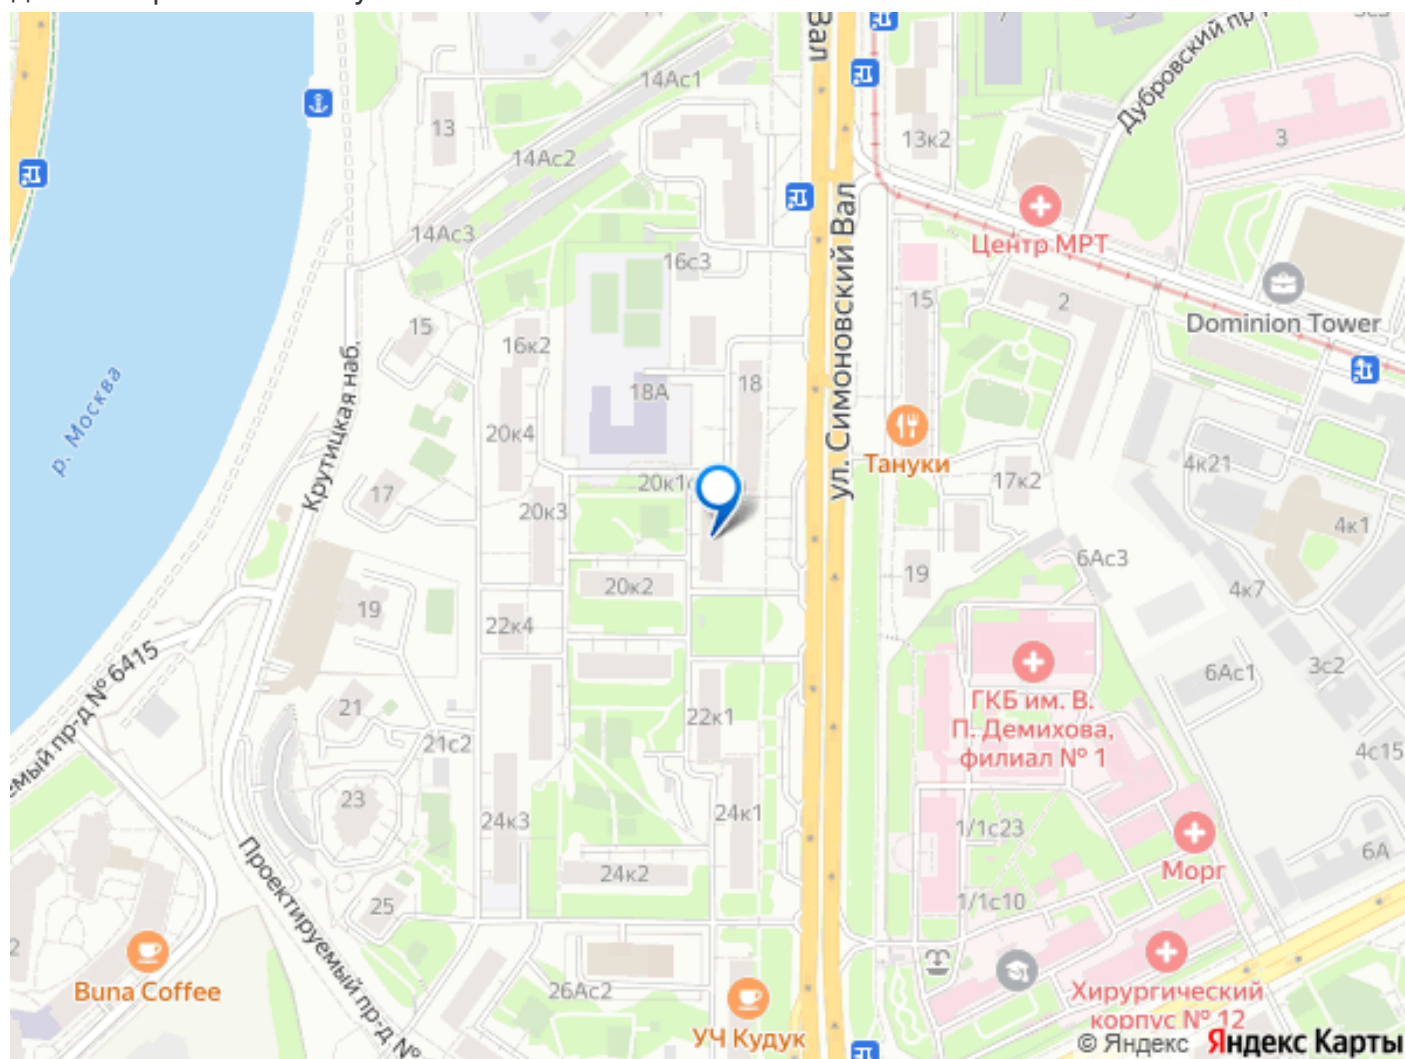 Вал
3с3
Дубровский пр
14Ас1
13
13к2
3
14Ас2
Центр МРТ
14Ас3
16с3
ул. Симоновский Вал
15
2
Dominion Tower
15
16к2
Крутицкая наб.
р. Москва
18А
18
20к4
Тануки
4к21
17
20к3
20к1
17к2
4к1
6Ас3
19
20к2
4к7
19
22к4
емый пр-д № 6415
6Ас1
3с2
21
21с2
22к1
ГКБ им. В.
П. Демихова,
филиал № 1
4с15
23
24к3
24к1
1/1с23
Морг
6А
24к2
Проектируемый пр-д №
25
1/1с10
2
Buna Coffee
26Ас2
УЧ Кудук
Хирургический
корпус № 12
© Яндекс Яндекс Карты